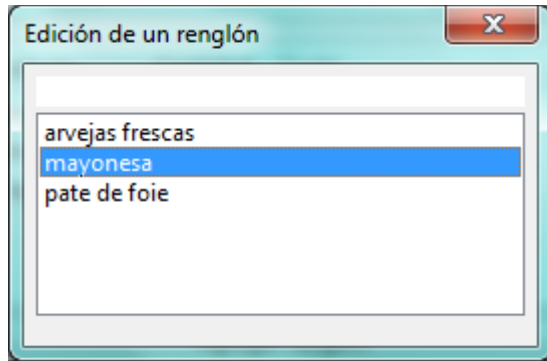 Edición de un renglón
arvejas frescas
mayonesa
pate de foie